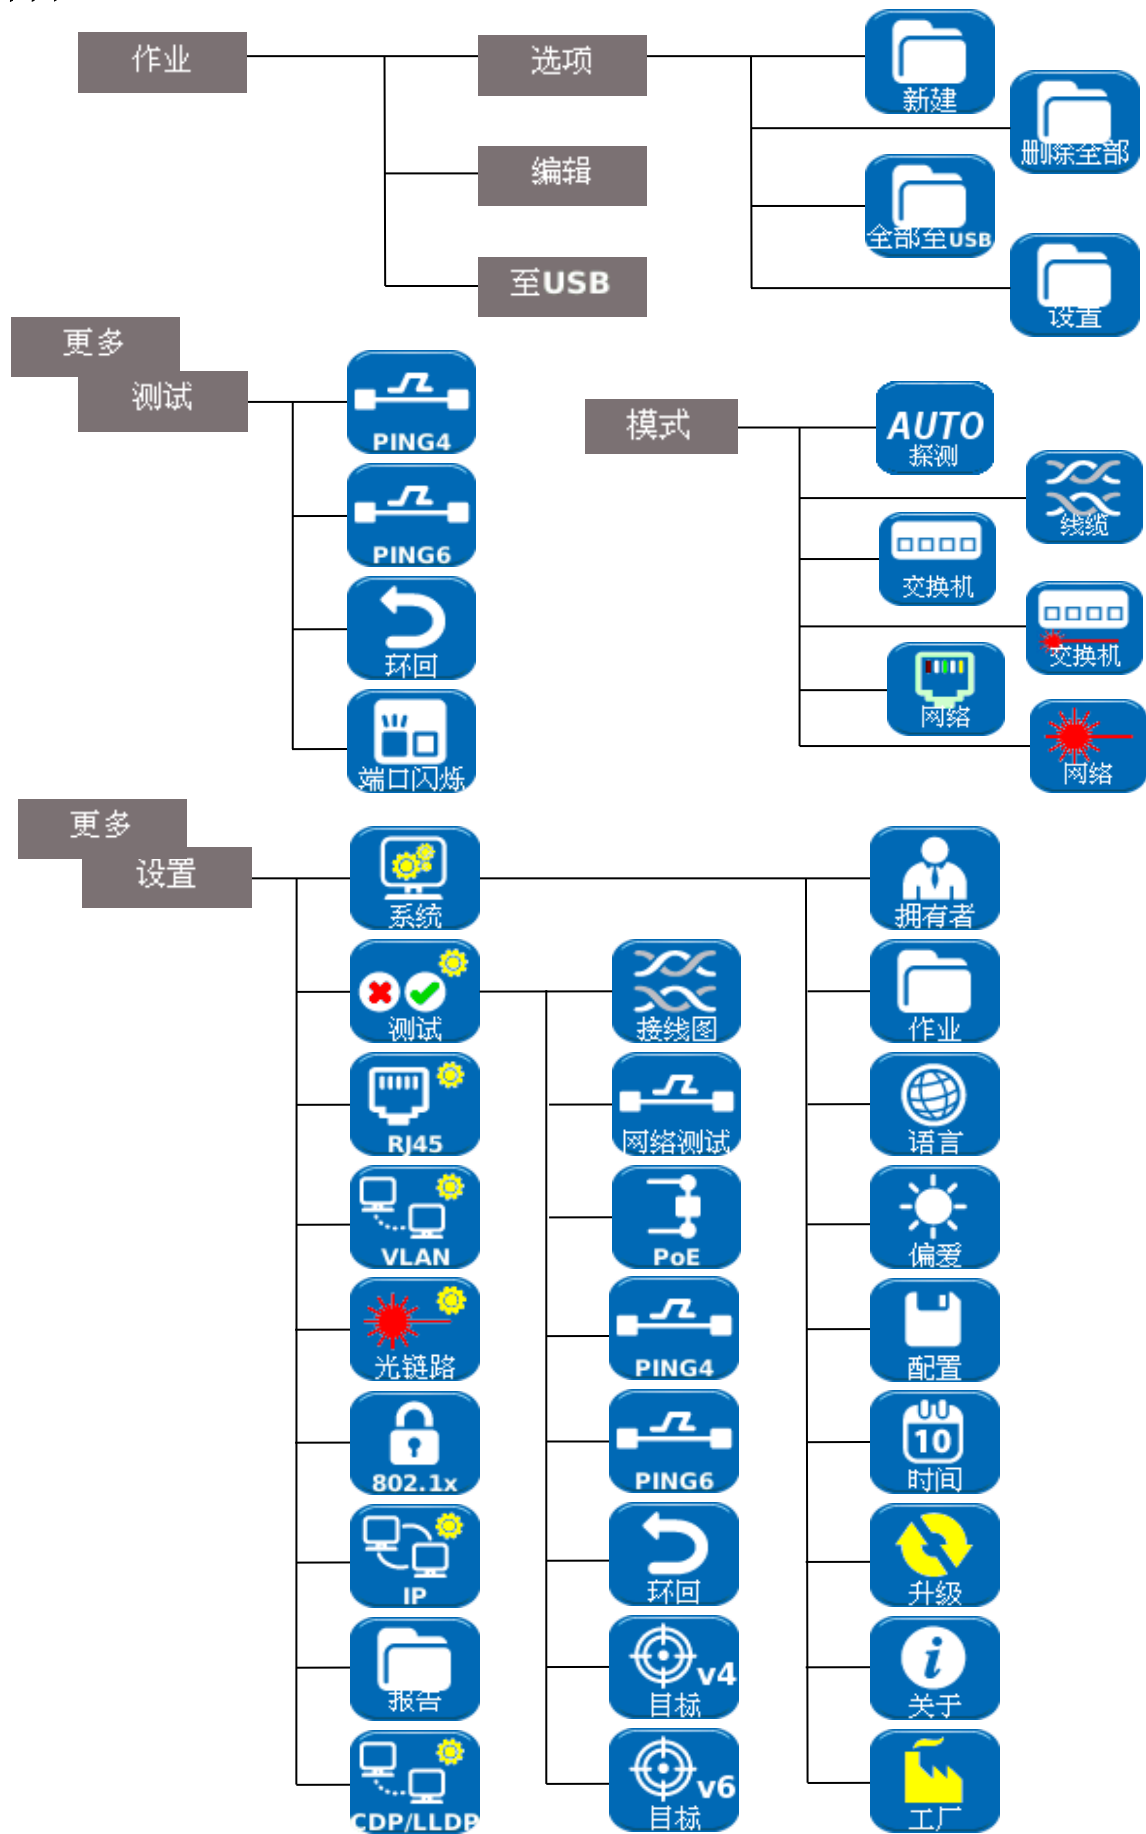 作业
选项
新建
删除全部
编辑
全部至USB
至USB
设置
更多
测试
PING4
PING6
环回
端口闪烁
模式
AUTO
探测
线缆
交换机
交换机
网络
网络
更多
设置
系统
拥有者
测试
接线图
作业
RJ45
网络测试
语言
VLAN
PoE
偏爱
光链路
PING4
配置
802.1x
PING6
10
时间
IP
环回
升级
报告
v4
目标
i
关于
CDP/LLDP
v6
目标
工厂